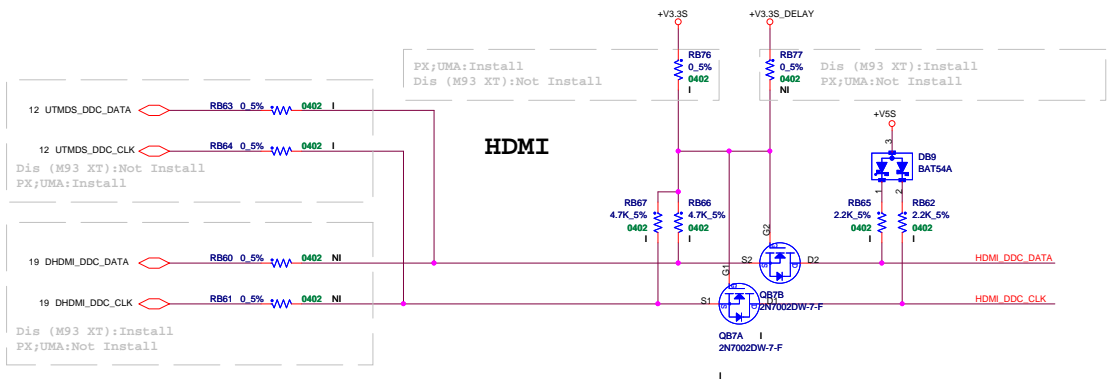 +V3.3S
+V3.3S_DELAY
PX;UMA:Install
Dis (M93 XT):Not Install
RB76
0_5%
0402
I
RB77
0_5%
0402
NI
Dis (M93 XT):Install
PX;UMA:Not Install
12 UTMDS_DDC_DATA
RB63 0_5%
0402 I
12 UTMDS_DDC_CLK
RB64 0_5%
0402 I
Dis (M93 XT):Not Install
PX;UMA:Install
HDMI
+V5S
3
DB9
BAT54A
1
2
RB67
4.7K_5%
0402
I
RB66
4.7K_5%
0402
I
RB65
2.2K_5%
0402
I
RB62
2.2K_5%
0402
I
19 DHDMI_DDC_DATA
RB60 0_5%
0402 NI
G2
S2
S
D
D2
HDMI_DDC_DATA
QB7B
2N7002DW-7-F
I
19 DHDMI_DDC_CLK
RB61 0_5%
0402 NI
G1
S1
S
D
D1
HDMI_DDC_CLK
QB7A
2N7002DW-7-F
I
Dis (M93 XT):Install
PX;UMA:Not Install